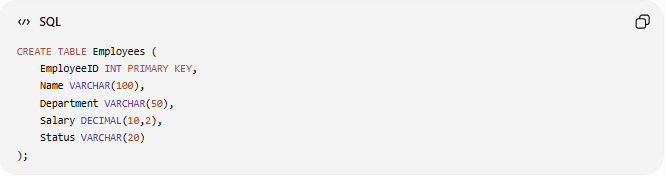 SQL
CREATE TABLE Employees (
    EmployeeID INT PRIMARY KEY,
    Name VARCHAR(100),
    Department VARCHAR(50),
    Salary DECIMAL(10,2),
    Status VARCHAR(20)
);